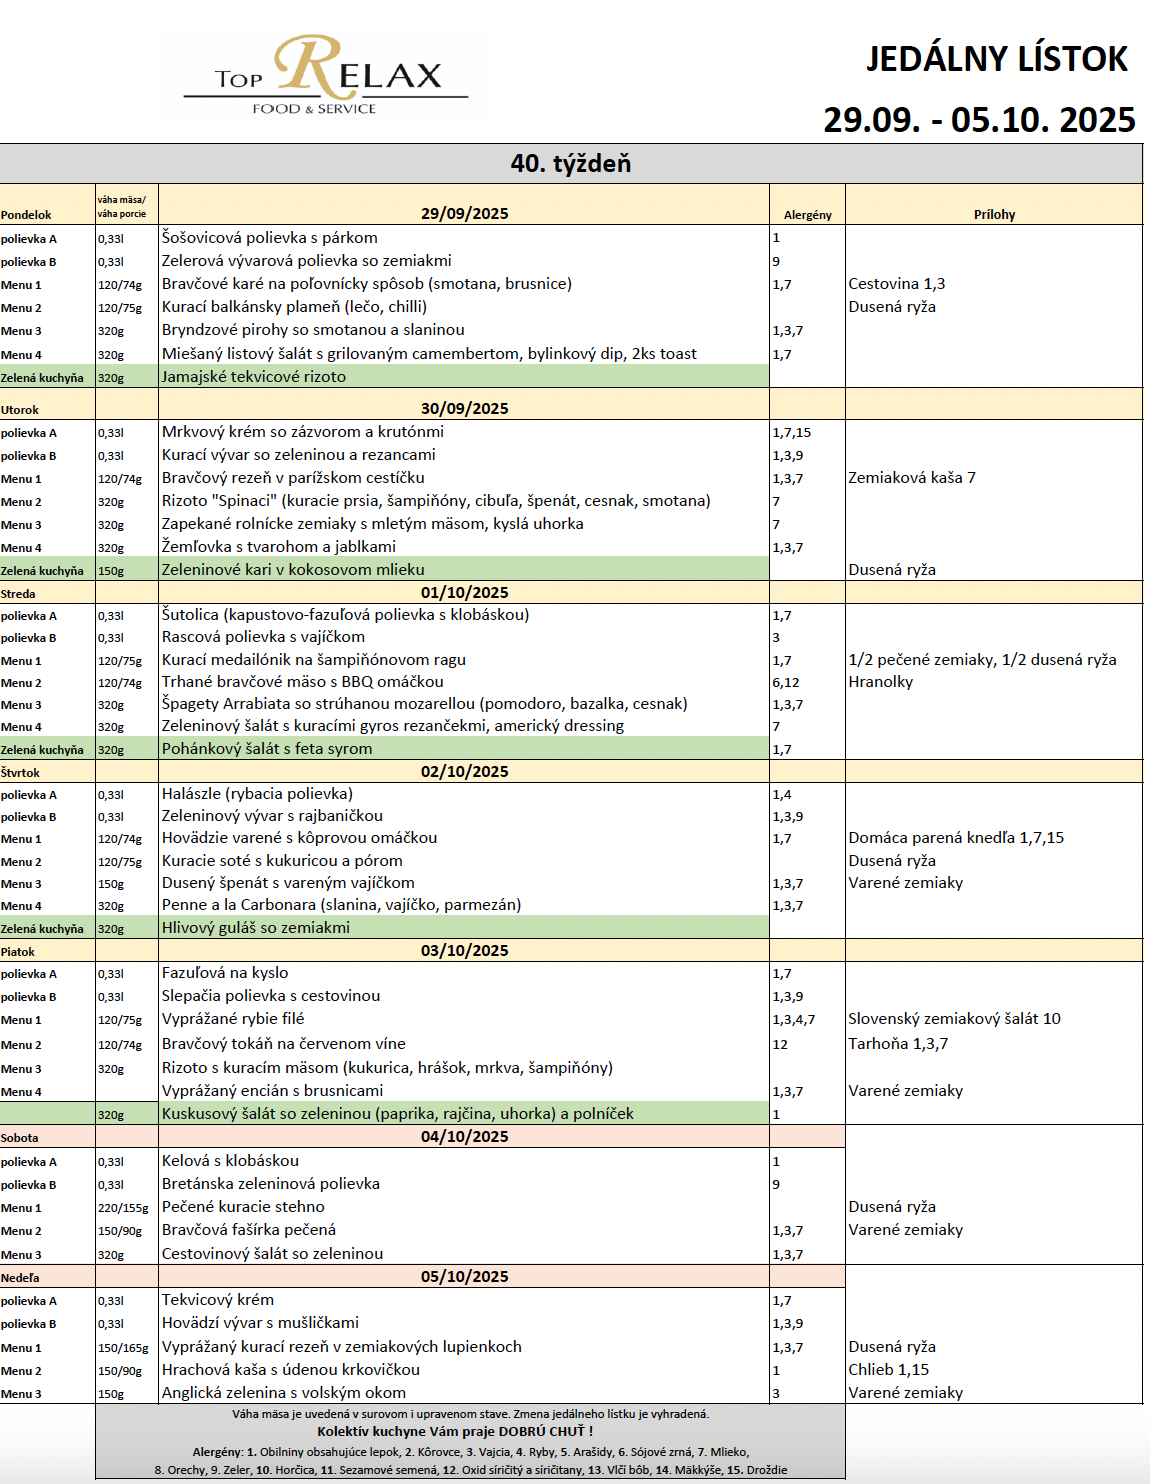 TOP RELAX
FOOD & SERVICE
JEDÁLNY LÍSTOK
29.09. - 05.10. 2025
40. týždeň
Pondelok váha mäsa/ váha porcie 29/09/2025 Alergény Prílohy
polievka A 0,33l Šošovicová polievka s párkom 1
polievka B 0,33l Zelerová vývarová polievka so zemiakmi 9
Menu 1 120/74g Bravčové karé na poľovnícky spôsob (smotana, brusnice) 1,7 Cestovina 1,3
Menu 2 120/75g Kurací balkánsky plameň (lečo, chilli) Dusená ryža
Menu 3 320g Bryndzové pirohy so smotanou a slaninou 1,3,7
Menu 4 320g Miešaný listový šalát s grilovaným camembertom, bylinkový dip, 2ks toast 1,7
Zelená kuchyňa 320g Jamajské tekvicové rizoto
Utorok 30/09/2025
polievka A 0,33l Mrkvový krém so zázvorom a krutónmi 1,7,15
polievka B 0,33l Kurací vývar so zeleninou a rezancami 1,3,9
Menu 1 120/74g Bravčový rezeň v parížskom cestíčku 1,3,7 Zemiaková kaša 7
Menu 2 320g Rizoto "Spinaci" (kuracie prsia, šampiňóny, cibuľa, špenát, cesnak, smotana) 7
Menu 3 320g Zapekané roľnícke zemiaky s mletým mäsom, kyslá uhorka 7
Menu 4 320g Žemľovka s tvarohom a jablkami 1,3,7
Zelená kuchyňa 150g Zeleninové kari v kokosovom mlieku Dusená ryža
Streda 01/10/2025
polievka A 0,33l Šutolica (kapustovo-fazuľová polievka s klobáskou) 1,7
polievka B 0,33l Rascová polievka s vajíčkom 3
Menu 1 120/75g Kurací medailónik na šampiňónovom ragu 1,7 1/2 pečené zemiaky, 1/2 dusená ryža
Menu 2 120/74g Trhané bravčové mäso s BBQ omáčkou 6,12 Hranolky
Menu 3 320g Špagety Arrabiata so strúhanou mozarellou (pomodoro, bazalka, cesnak) 1,3,7
Menu 4 320g Zeleninový šalát s kuracími gyros rezančekmi, americký dressing 7
Zelená kuchyňa 320g Pohánkový šalát s feta syrom 1,7
Štvrtok 02/10/2025
polievka A 0,33l Halászle (rybacia polievka) 1,4
polievka B 0,33l Zeleninový vývar s rajbaničkou 1,3,9
Menu 1 120/74g Hovädzie varené s kôprovou omáčkou 1,7 Domáca parená knedľa 1,7,15
Menu 2 120/75g Kuracie soté s kukuricou a pórom Dusená ryža
Menu 3 150g Dusený špenát s vareným vajíčkom 1,3,7 Varené zemiaky
Menu 4 320g Penne a la Carbonara (slanina, vajíčko, parmezán) 1,3,7
Zelená kuchyňa 320g Hlivový guláš so zemiakmi
Piatok 03/10/2025
polievka A 0,33l Fazuľová na kyslo 1,7
polievka B 0,33l Slepačia polievka s cestovinou 1,3,9
Menu 1 120/75g Vyprážané rybie filé 1,3,4,7 Slovenský zemiakový šalát 10
Menu 2 120/74g Bravčový tokáň na červenom víne 12 Tarhoňa 1,3,7
Menu 3 320g Rizoto s kuracím mäsom (kukurica, hrášok, mrkva, šampiňóny)
Menu 4 Vyprážaný encián s brusnicami 1,3,7 Varené zemiaky
320g Kuskusový šalát so zeleninou (paprika, rajčina, uhorka) a polníček 1
Sobota 04/10/2025
polievka A 0,33l Kelová s klobáskou 1
polievka B 0,33l Bretánska zeleninová polievka 9
Menu 1 220/155g Pečené kuracie stehno Dusená ryža
Menu 2 150/90g Bravčová fašírka pečená 1,3,7 Varené zemiaky
Menu 3 320g Cestovinový šalát so zeleninou 1,3,7
Nedeľa 05/10/2025
polievka A 0,33l Tekvicový krém 1,7
polievka B 0,33l Hovädzí vývar s mušličkami 1,3,9
Menu 1 150/165g Vyprážaný kurací rezeň v zemiakových lupienkoch 1,3,7 Dusená ryža
Menu 2 150/90g Hrachová kaša s údenou krkovičkou 1 Chlieb 1,15
Menu 3 150g Anglická zelenina s volským okom 3 Varené zemiaky
Váha mäsa je uvedená v surovom i upravenom stave. Zmena jedálneho lístku je vyhradená.
Kolektív kuchyne Vám praje DOBRÚ CHUŤ !
Alergény: 1. Obilniny obsahujúce lepok, 2. Kôrovce, 3. Vajcia, 4. Ryby, 5. Arašidy, 6. Sójové zrná, 7. Mlieko,
8. Orechy, 9. Zeler, 10. Horčica, 11. Sezamové semená, 12. Oxid síričitý a síričitany, 13. Vlčí bôb, 14. Mäkkýše, 15. Droždie